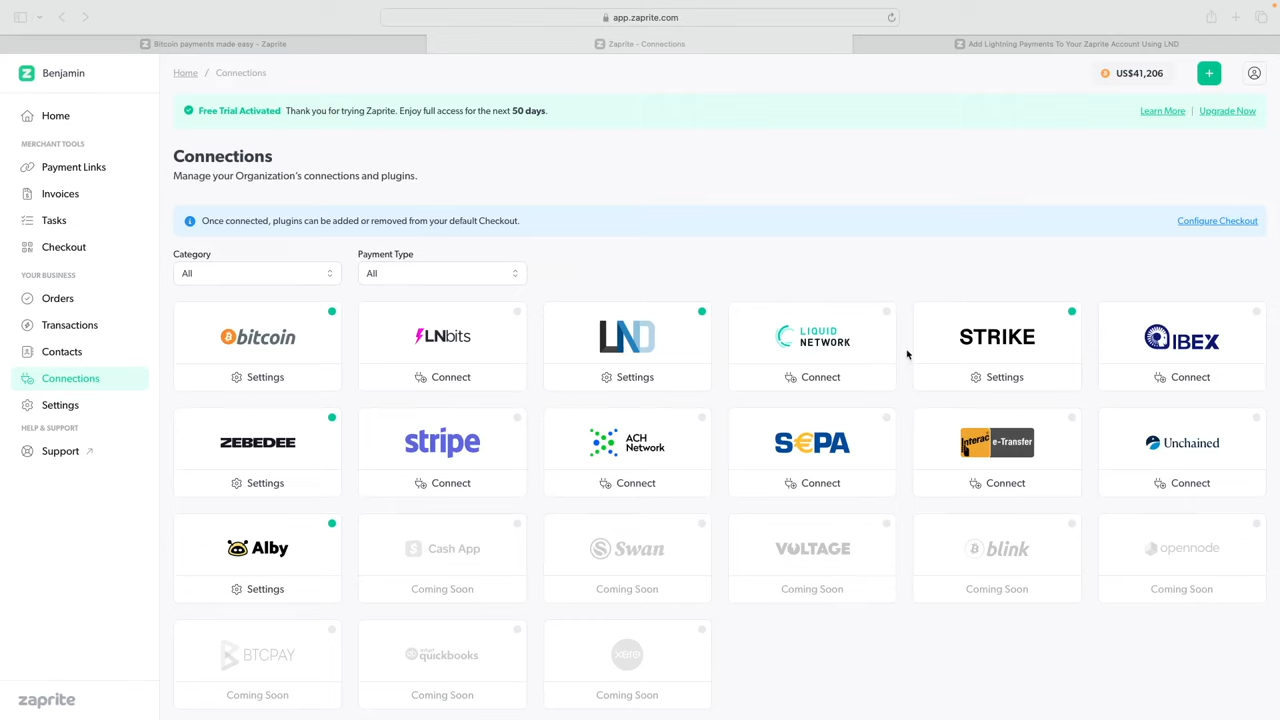 app.zaprite.com
Bitcoin payments made easy - Zaprite
Zaprite - Connections
Add Lightning Payments To Your Zaprite Account Using LND
Benjamin
Home / Connections
US$41,206
Free Trial Activated Thank you for trying Zaprite. Enjoy full access for the next 50 days.
Learn More | Upgrade Now
Home
MERCHANT TOOLS
Payment Links
Invoices
Tasks
Checkout
YOUR BUSINESS
Orders
Transactions
Contacts
Connections
Settings
HELP & SUPPORT
Support
zaprite
Connections
Manage your Organization's connections and plugins.
Once connected, plugins can be added or removed from your default Checkout.
Configure Checkout
Category
Payment Type
All
All
bitcoin
LNbits
LND
LIQUID
NETWORK
STRIKE
IBEX
Settings
Connect
Settings
Connect
Settings
Connect
ZEBEDEE
stripe
ACH
Network
S€PA
Interac e-Transfer
Unchained
Settings
Connect
Connect
Connect
Connect
Connect
Alby
Cash App
Swan
VOLTAGE
blink
opennode
Settings
Coming Soon
Coming Soon
Coming Soon
Coming Soon
Coming Soon
BTCPAY
quickbooks
xero
Coming Soon
Coming Soon
Coming Soon